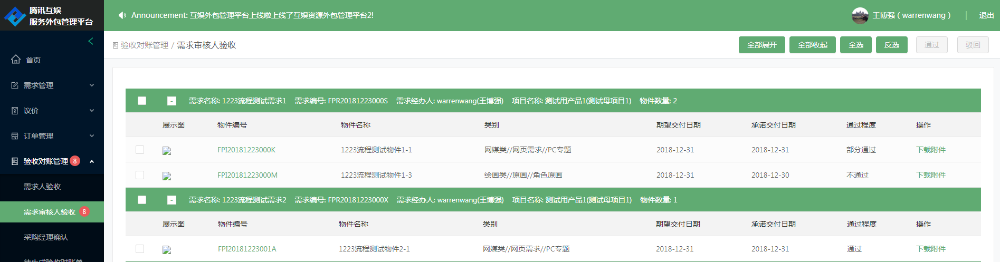 腾讯互娱
服务外包管理平台
Announcement: 互娱外包管理平台上线啦上线了互娱资源外包管理平台2!
王博强 ( warrenwang )
退出
首页
需求管理
议价
订单管理
验收对账管理 8
需求人验收
需求审核人验收 8
采购经理确认
待生成验收对账单
验收对账管理 / 需求审核人验收
全部展开 全部收起 全选 反选 通过 驳回
- 需求名称: 1223流程测试需求1 需求编号: FPR20181223000S 需求经办人: warrenwang(王博强) 项目名称: 测试用产品1(测试母项目1) 物件数量: 2
展示图 物件编号 物件名称 类别 期望交付日期 承诺交付日期 通过程度 操作
FPI20181223000K 1223流程测试物件1-1 网媒类//网页需求//PC专题 2018-12-31 2018-12-31 部分通过 下载附件
FPI20181223000M 1223流程测试物件1-3 绘画类//原画//角色原画 2018-12-31 2018-12-30 不通过 下载附件
- 需求名称: 1223流程测试需求2 需求编号: FPR20181223000X 需求经办人: warrenwang(王博强) 项目名称: 测试用产品1(测试母项目1) 物件数量: 1
展示图 物件编号 物件名称 类别 期望交付日期 承诺交付日期 通过程度 操作
FPI20181223001A 1223流程测试物件2-1 网媒类//网页需求//PC专题 2018-12-31 2018-12-31 通过 下载附件